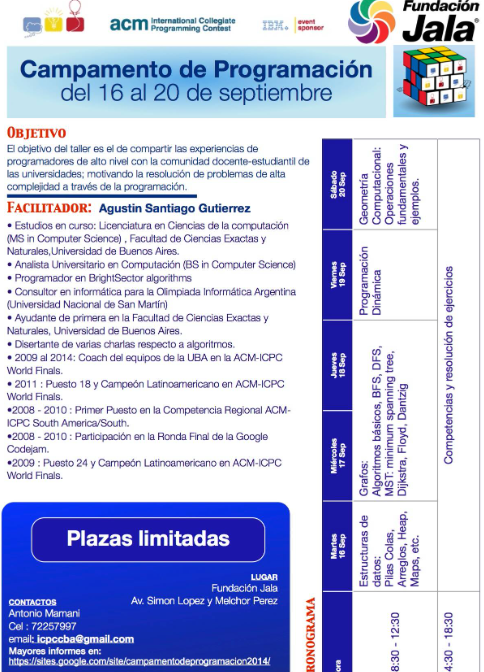 acm International Collegiate
Programming Contest
IBM. event
sponsor
Fundación
Jala
Campamento de Programación
del 16 al 20 de septiembre
OBJETIVO
El objetivo del taller es el de compartir las experiencias de
programadores de alto nivel con la comunidad docente-estudiantil de
las universidades; motivando la resolución de problemas de alta
complejidad a través de la programación.
FACILITADOR: Agustín Santiago Gutierrez
• Estudios en curso: Licenciatura en Ciencias de la computación
(MS in Computer Science) , Facultad de Ciencias Exactas y
Naturales,Universidad de Buenos Aires.
• Analista Universitario en Computación (BS in Computer Science)
• Programador en BrightSector algorithms
• Consultor en informática para la Olimpiada Informática Argentina
(Universidad Nacional de San Martín)
• Ayudante de primera en la Facultad de Ciencias Exactas y
Naturales, Universidad de Buenos Aires.
• Disertante de varias charlas respecto a algoritmos.
• 2009 al 2014: Coach del equipos de la UBA en la ACM-ICPC
World Finals.
• 2011 : Puesto 18 y Campeón Latinoamericano en ACM-ICPC
World Finals.
•2008 - 2010 : Primer Puesto en la Competencia Regional ACM-
ICPC South America/South.
•2008 - 2010 : Participación en la Ronda Final de la Google
Codejam.
•2009 : Puesto 24 y Campeón Latinoamericano en ACM-ICPC
World Finals.
Plazas limitadas
LUGAR
Fundación Jala
Av. Simon Lopez y Melchor Perez
CONTACTOS
Antonio Mamani
Cel : 72257997
email: icpccba@gmail.com
Mayores informes en:
https://sites.google.com/site/campamentodeprogramacion2014/
RONOGRAMA
ora
8:30 - 12:30
4:30 - 18:30
Martes
16 Sep
Estructuras de
datos:
Pilas Colas,
Arreglos, Heap,
Maps, etc.
Miércoles
17 Sep
Jueves
18 Sep
Grafos:
Algoritmos básicos, BFS, DFS,
MST: minimum spanning tree,
Dijkstra, Floyd, Dantzig
Viernes
19 Sep
Programación
Dinámica
Sábado
20 Sep
Geometría
Computacional:
Operaciones
fundamentales y
ejemplos.
Competencias y resolución de ejercicios